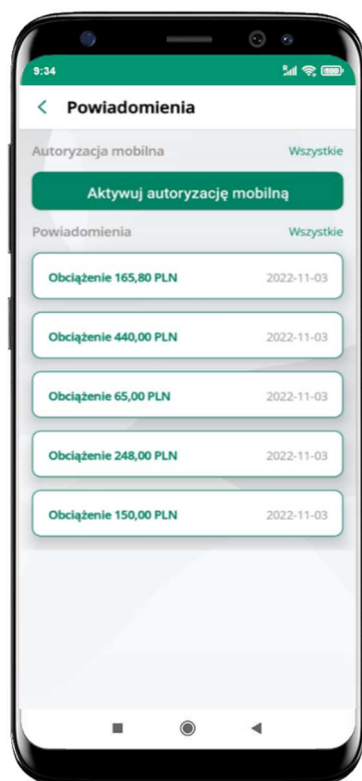 9:34
Powiadomienia
Autoryzacja mobilna Wszystkie
Aktywuj autoryzację mobilną
Powiadomienia Wszystkie
Obciążenie 165,80 PLN 2022-11-03
Obciążenie 440,00 PLN 2022-11-03
Obciążenie 65,00 PLN 2022-11-03
Obciążenie 248,00 PLN 2022-11-03
Obciążenie 150,00 PLN 2022-11-03